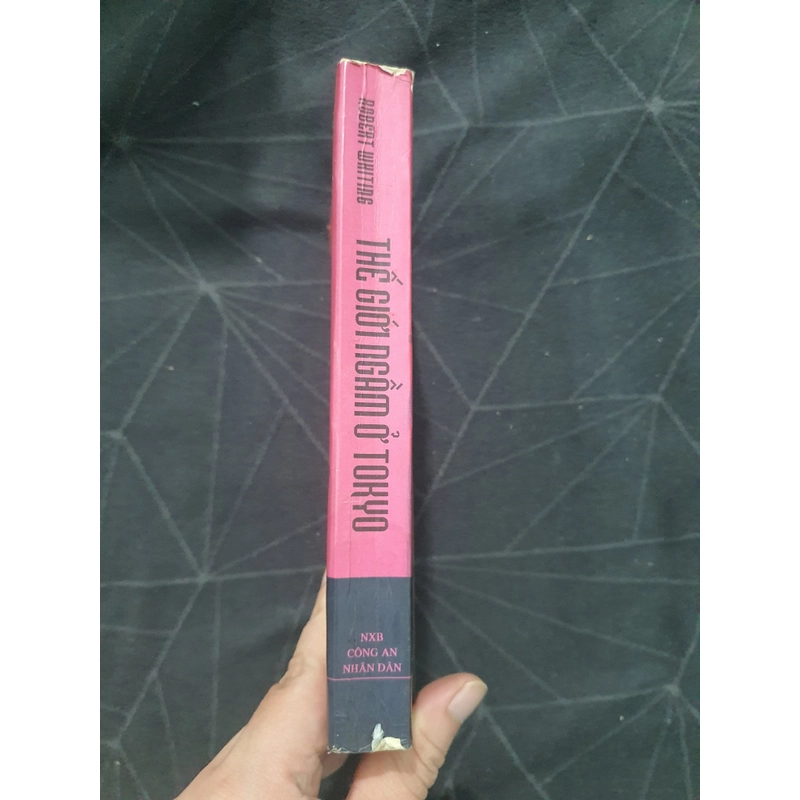 ROBERT WHITING
THẾ GIỚI NGẦM Ở TOKYO
NXB
CÔNG AN
NHÂN DÂN